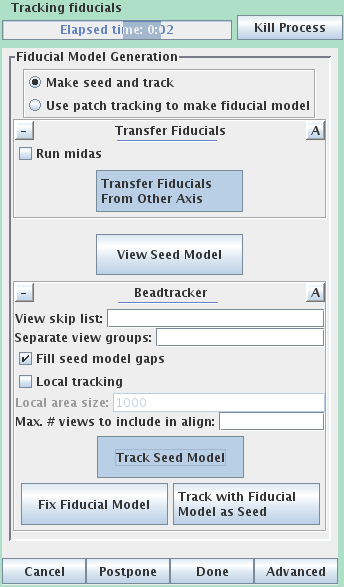 Tracking fiducials
Elapsed time: 0:02
Kill Process
Fiducial Model Generation
Make seed and track
Use patch tracking to make fiducial model
- Transfer Fiducials A
Run midas
Transfer Fiducials
From Other Axis
View Seed Model
- Beadtracker A
View skip list:
Separate view groups:
Fill seed model gaps
Local tracking
Local area size: 1000
Max. # views to include in align:
Track Seed Model
Fix Fiducial Model
Track with Fiducial
Model as Seed
Cancel Postpone Done Advanced